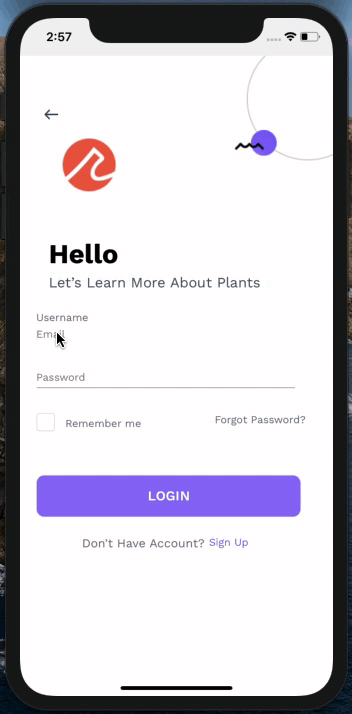 2:57
Hello
Let's Learn More About Plants
Username
Email
Password
Remember me
Forgot Password?
LOGIN
Don't Have Account? Sign Up